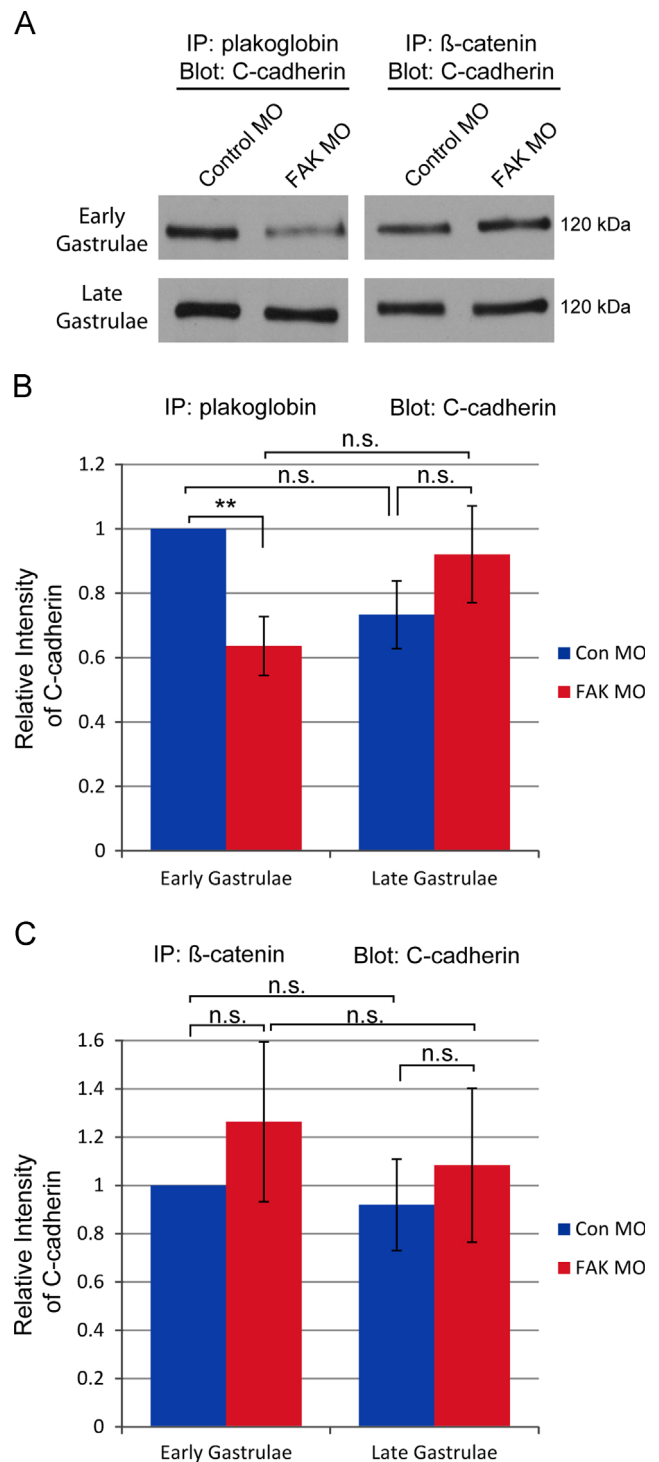 A
IP: plakoglobin
Blot: C-cadherin
IP: ß-catenin
Blot: C-cadherin
Control MO
FAK MO
Control MO
FAK MO
Early
Gastrulae
120 kDa
Late
Gastrulae
120 kDa
B
IP: plakoglobin
Blot: C-cadherin
n.s.
n.s.
n.s.
**
1.2
1
0.8
0.6
0.4
0.2
0
Relative Intensity
of C-cadherin
Con MO
FAK MO
Early Gastrulae
Late Gastrulae
C
IP: ß-catenin
Blot: C-cadherin
n.s.
n.s.
n.s.
n.s.
1.6
1.4
1.2
1
0.8
0.6
0.4
0.2
0
Relative Intensity
of C-cadherin
Con MO
FAK MO
Early Gastrulae
Late Gastrulae